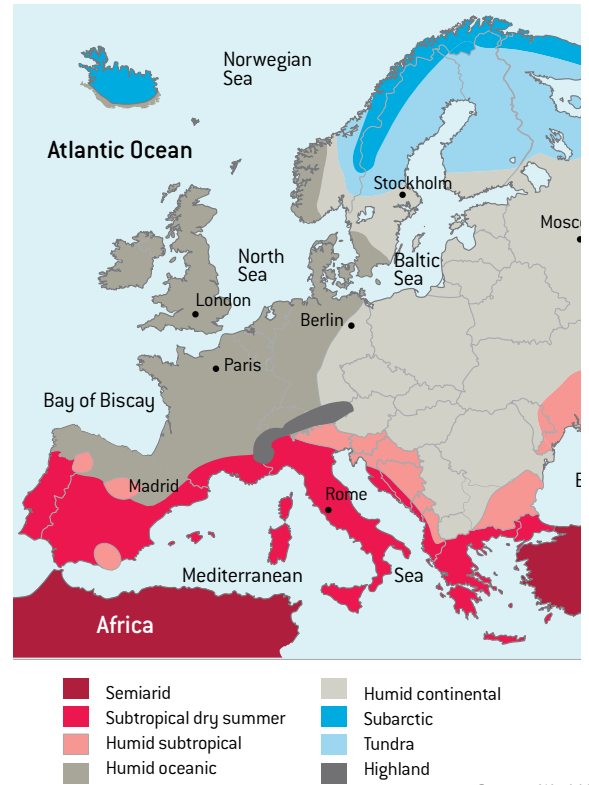 Norwegian
Sea
Atlantic Ocean
Stockholm
Mosc
North
Sea
Baltic
Sea
London
Berlin
Paris
Bay of Biscay
Madrid
Rome
Mediterranean
Sea
Africa
Semiarid
Subtropical dry summer
Humid subtropical
Humid oceanic
Humid continental
Subarctic
Tundra
Highland